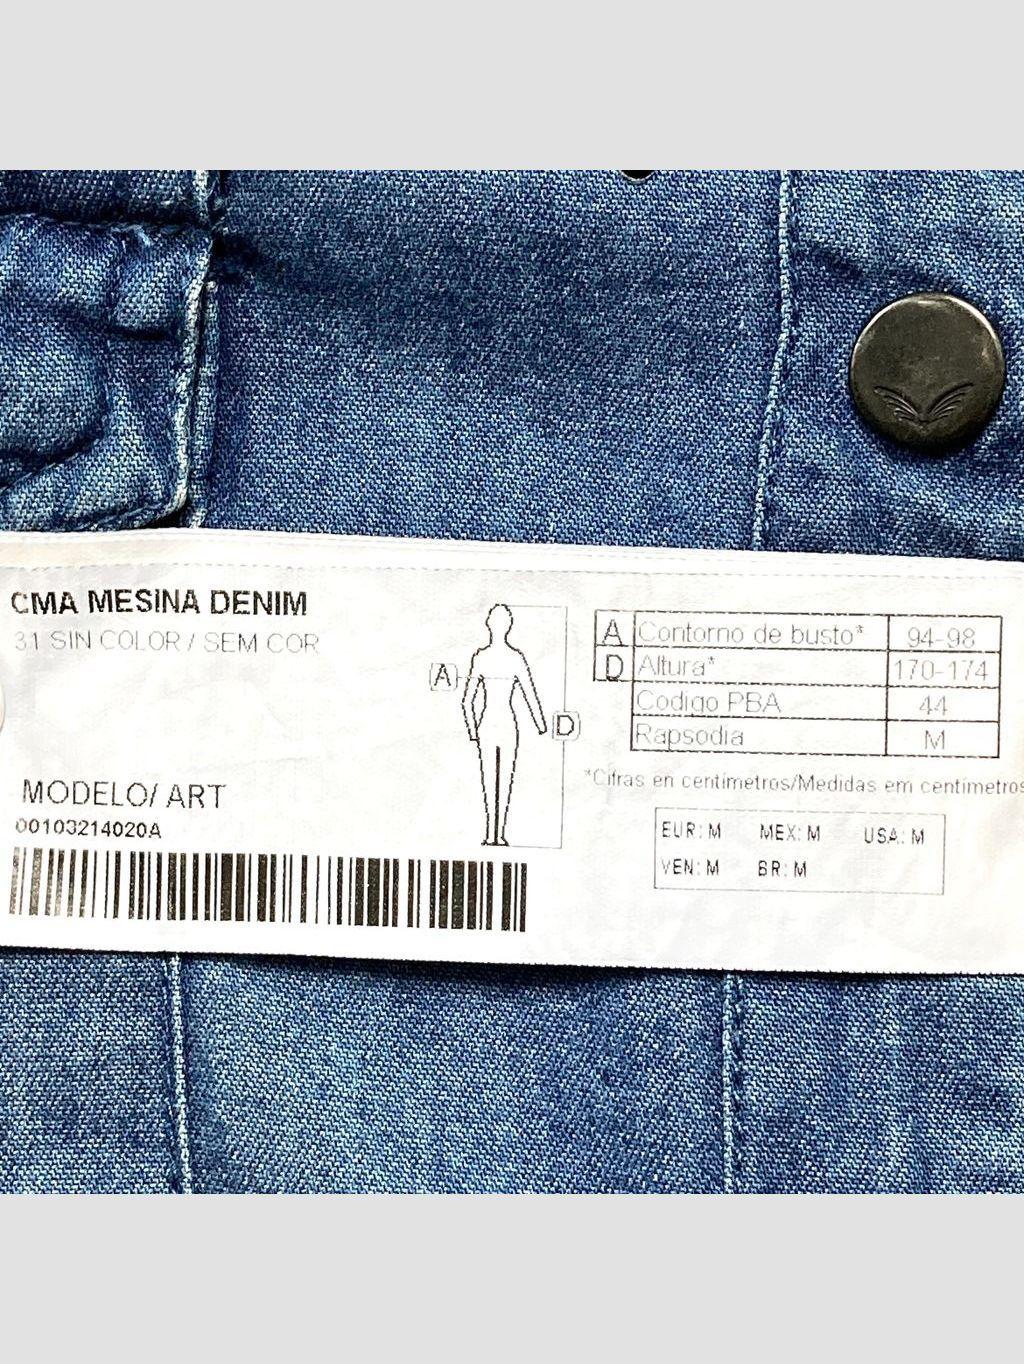 CMA MESINA DENIM
31 SIN COLOR / SEM COR
A
D
MODELO/ ART
00103214020A
A Contorno de busto* 94-98
D Altura* 170-174
Codigo PBA 44
Rapsodia M
*Cifras en centimetros/Medidas em centimetros
EUR: M MEX: M USA: M
VEN: M BR: M